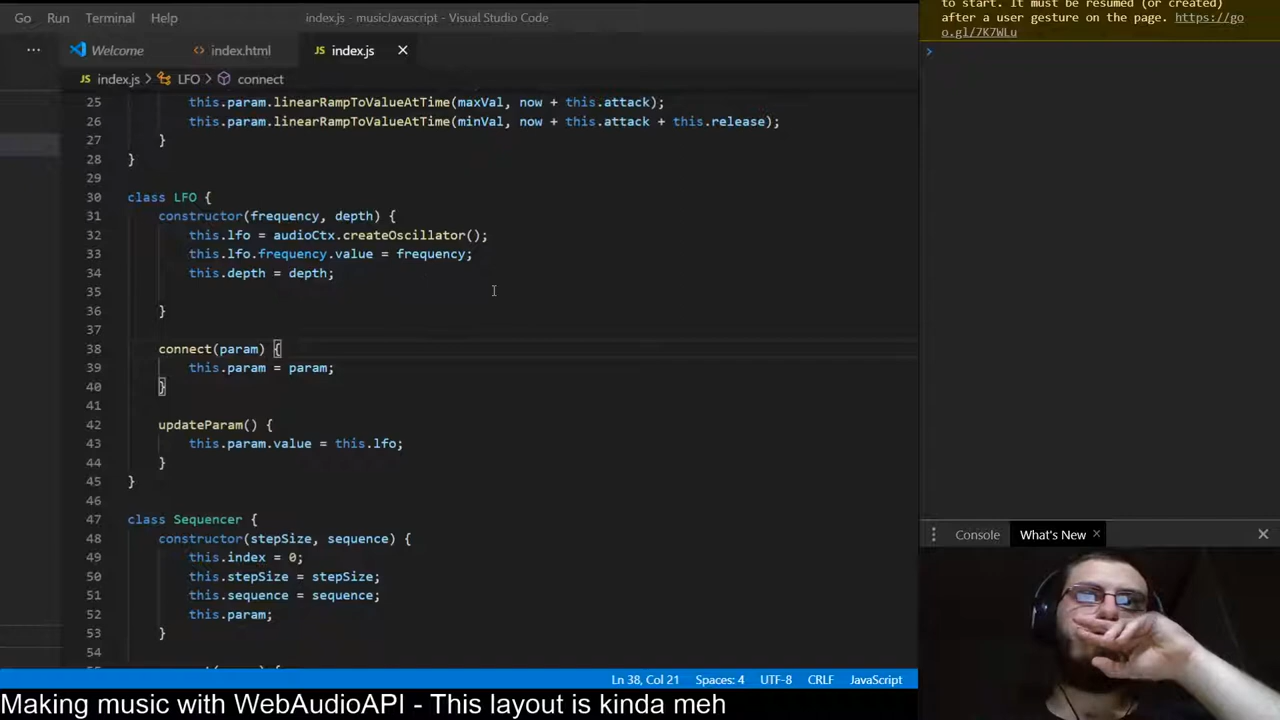 Go Run Terminal Help index.js - musicJavascript - Visual Studio Code
Welcome index.html JS index.js
JS index.js > LFO > connect
25 this.param.linearRampToValueAtTime(maxVal, now + this.attack);
26 this.param.linearRampToValueAtTime(minVal, now + this.attack + this.release);
27 }
28 }
29
30 class LFO {
31 constructor(frequency, depth) {
32 this.lfo = audioCtx.createOscillator();
33 this.lfo.frequency.value = frequency;
34 this.depth = depth;
35
36 }
37
38 connect(param) {
39 this.param = param;
40 }
41
42 updateParam() {
43 this.param.value = this.lfo;
44 }
45 }
46
47 class Sequencer {
48 constructor(stepSize, sequence) {
49 this.index = 0;
50 this.stepSize = stepSize;
51 this.sequence = sequence;
52 this.param;
53 }
54
Ln 38, Col 21 Spaces: 4 UTF-8 CRLF JavaScript
to start. It must be resumed (or created)
after a user gesture on the page. https://go
o.gl/7K7WLu
Console What's New
Making music with WebAudioAPI - This layout is kinda meh